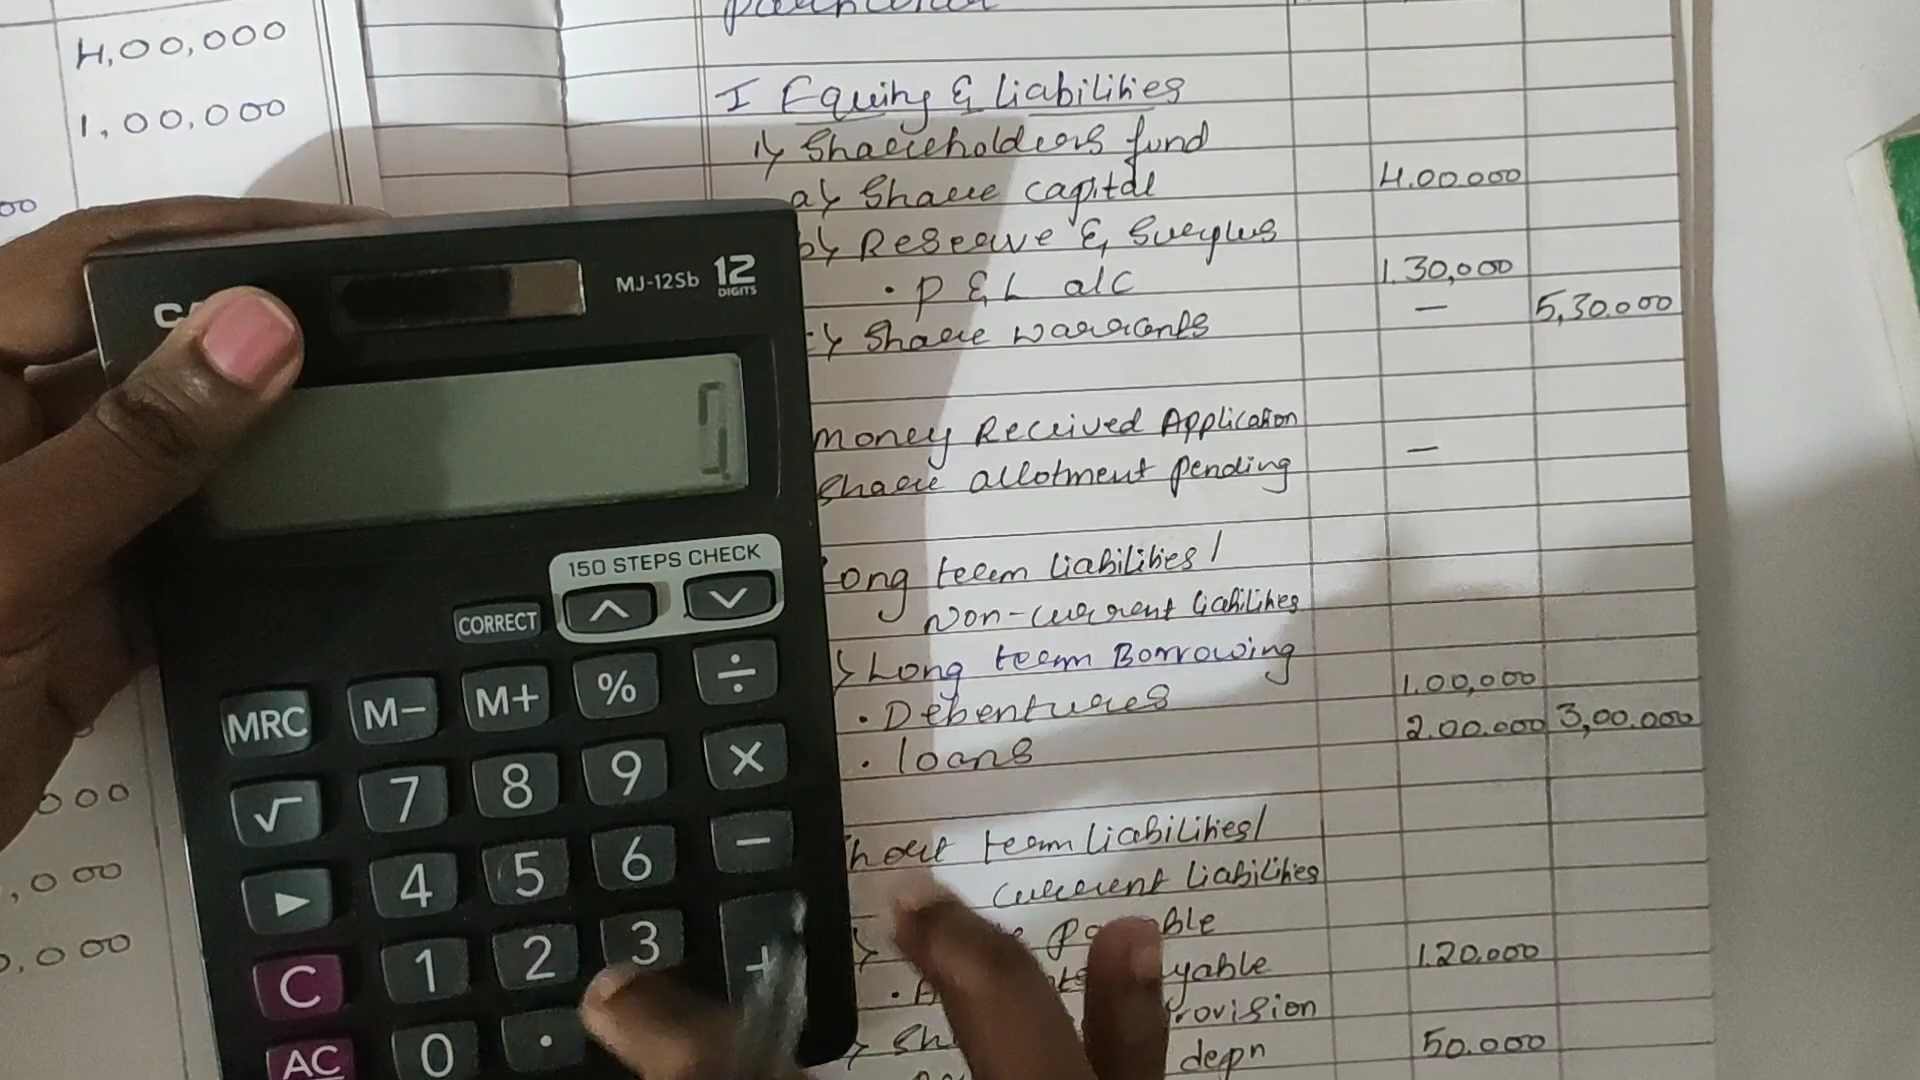 4,00,000
1,00,000
I Equity & Liabilities
1) Shareholders fund
a) Share capital 4.00.000
b) Reserve & Surplus
• P & L a/c 1.30,000
Share warrants — 5,30.000
money Received Application
Share allotment pending —
Long term liabilities/
Non-current liabilities
Long term Borrowing
• Debentures 1,00,000
• loans 2.00.000 3,00.000
term liabilities/
current liabilities
1.20.000
depn 50.000
MJ-12Sb 12
DIGITS
150 STEPS CHECK
CORRECT
MRC M- M+ % ÷
√ 7 8 9 ×
▶ 4 5 6 −
C 1 2 3 +
AC 0 •